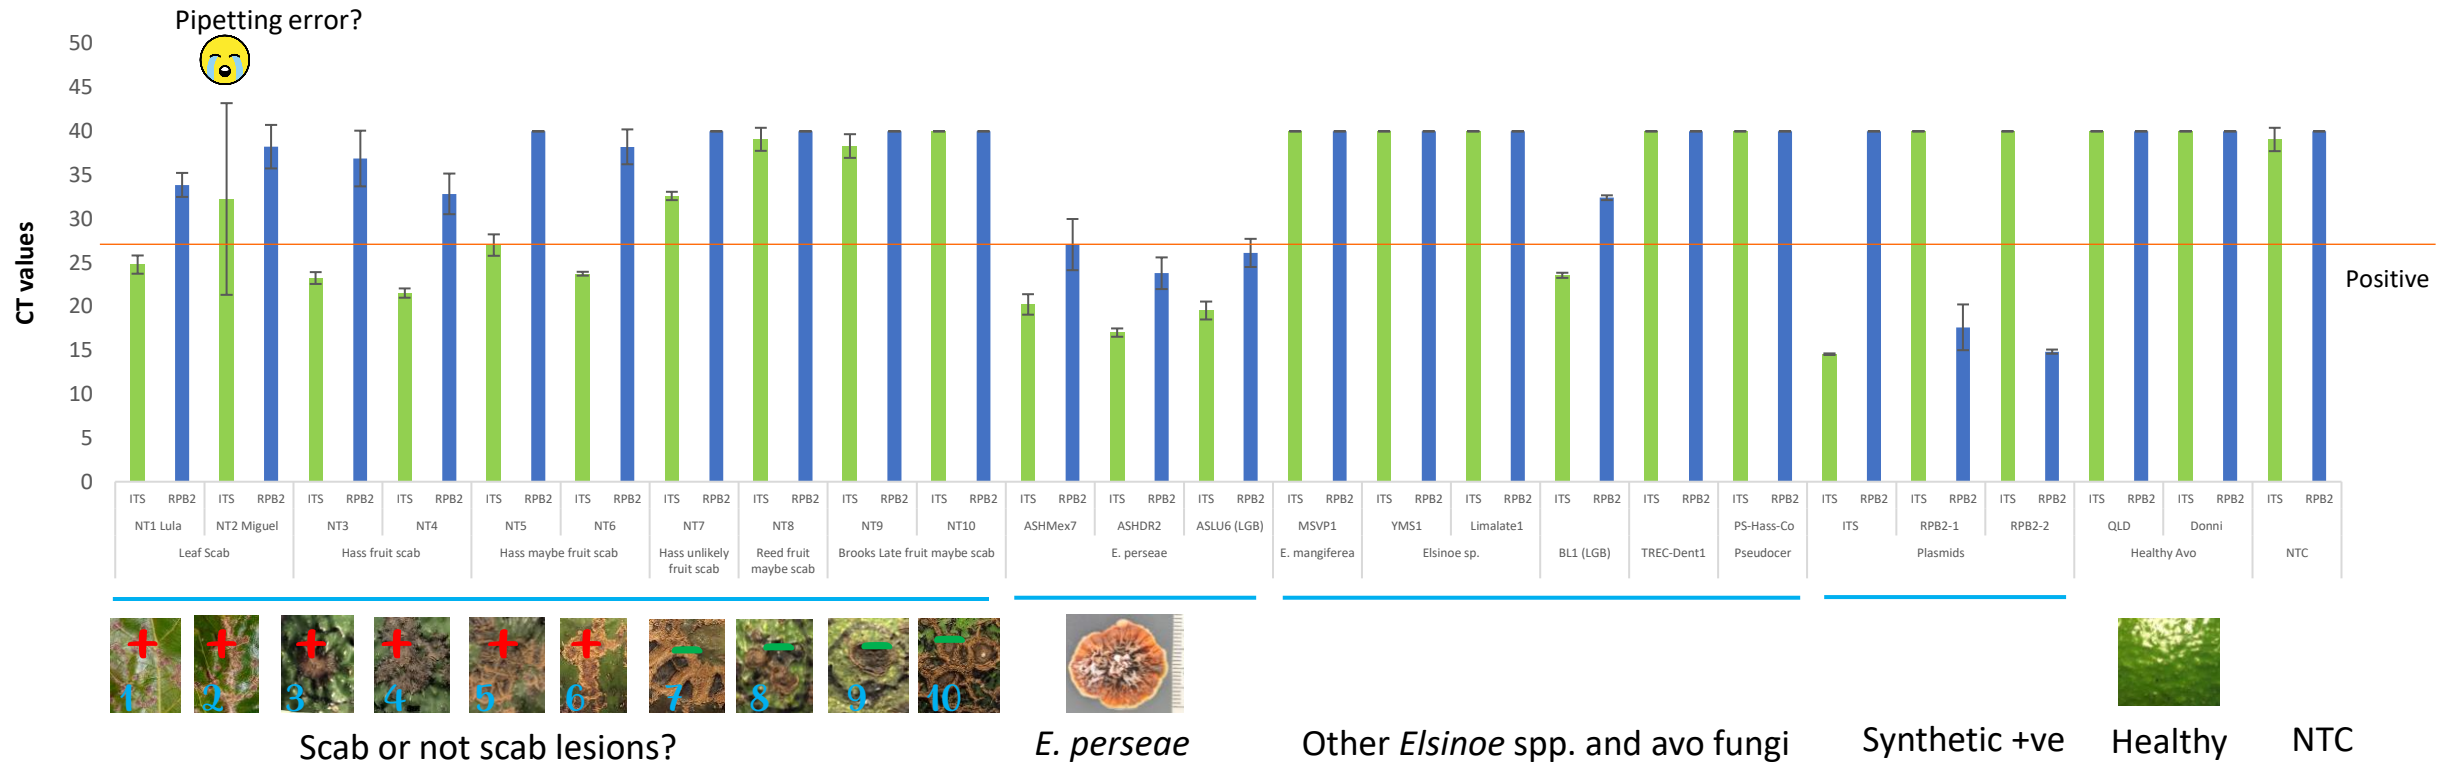 Pipetting error?
50
45
40
35
30
25
20
15
10
5
0
CT values
Positive
ITS RPB2 ITS RPB2 ITS RPB2 ITS RPB2 ITS RPB2 ITS RPB2 ITS RPB2 ITS RPB2 ITS RPB2 ITS RPB2 ITS RPB2 ITS RPB2 ITS RPB2 ITS RPB2 ITS RPB2 ITS RPB2 ITS RPB2 ITS RPB2 ITS RPB2 ITS RPB2 ITS RPB2 ITS RPB2 ITS RPB2 ITS RPB2 ITS RPB2
NT1 Lula NT2 Miguel NT3 NT4 NT5 NT6 NT7 NT8 NT9 NT10 ASHMex7 ASHDR2 ASLU6 (LGB) MSVP1 YMS1 Limalate1 PS-Hass-Co ITS RPB2-1 RPB2-2 QLD Donni
Leaf Scab Hass fruit scab Hass maybe fruit scab Hass unlikely Reed fruit Brooks Late fruit maybe scab E. perseae E. mangiferea Elsinoe sp. BL1 (LGB) TREC-Dent1 Pseudocer Plasmids Healthy Avo NTC
fruit scab maybe scab
+ + + + + + - - - -
1 2 3 4 5 6 7 8 9 10
Scab or not scab lesions? E. perseae Other Elsinoe spp. and avo fungi Synthetic +ve Healthy NTC